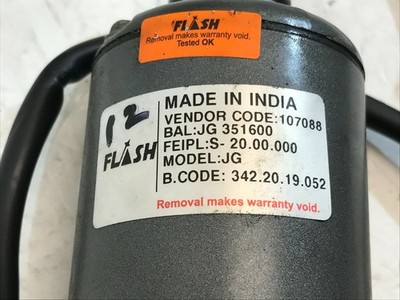 FLASH
Removal makes warranty void.
Tested OK
12
FLASH
MADE IN INDIA
VENDOR CODE:107088
BAL:JG 351600
FEIPL:S- 20.00.000
MODEL:JG
B.CODE: 342.20.19.052
Removal makes warranty void.